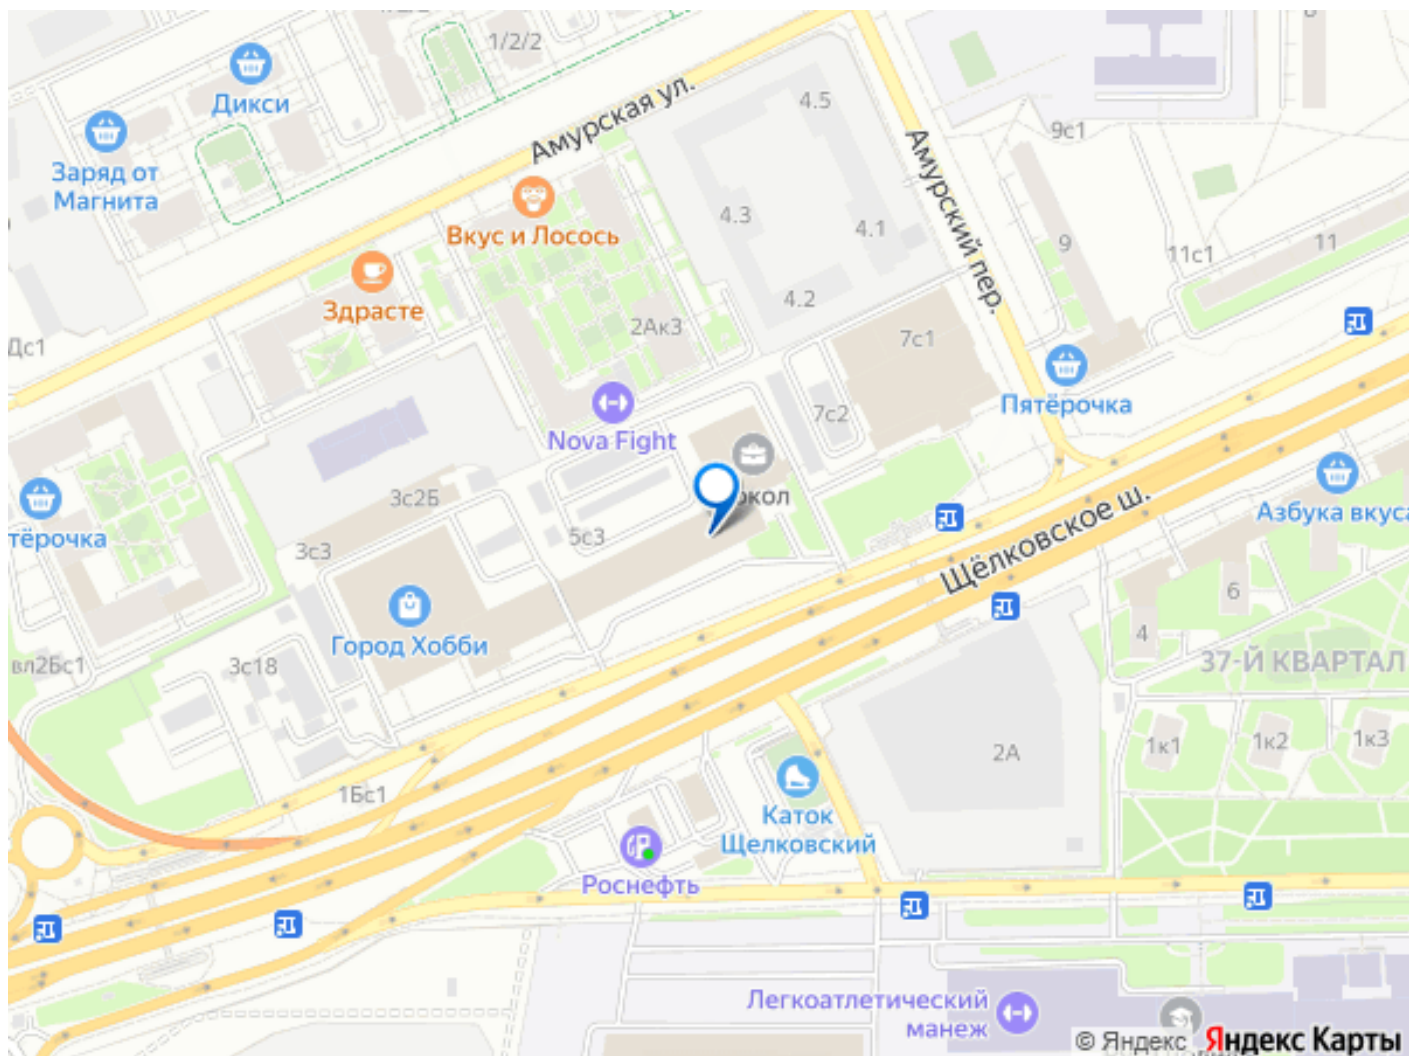 1/2/2
Дикси
Заряд от
Магнита
Амурская ул.
4.5
9с1
Амурский пер.
Вкус и Лосось
4.3
4.1
9
11с1
11
Здрасте
4.2
2Ак3
7с1
Дс1
Пятёрочка
7с2
Nova Fight
3с2Б
окол
Щёлковское ш.
Азбука вкуса
тёрочка
5с3
3с3
6
4
Город Хобби
37-Й КВАРТАЛ
вл2Бс1
3с18
2А
1к1
1к2
1к3
1Бс1
Каток
Щелковский
Роснефть
Легкоатлетический
манеж
© Яндекс Яндекс Карты